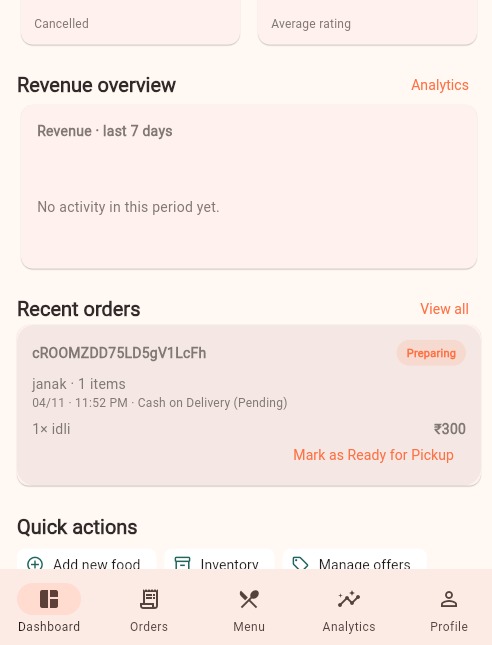 Cancelled
Average rating
Revenue overview
Analytics
Revenue · last 7 days
No activity in this period yet.
Recent orders
View all
cROOMZDD75LD5gV1LcFh
Preparing
janak · 1 items
04/11 · 11:52 PM · Cash on Delivery (Pending)
1× idli
₹300
Mark as Ready for Pickup
Quick actions
Add new food
Inventory
Manage offers
Dashboard
Orders
Menu
Analytics
Profile